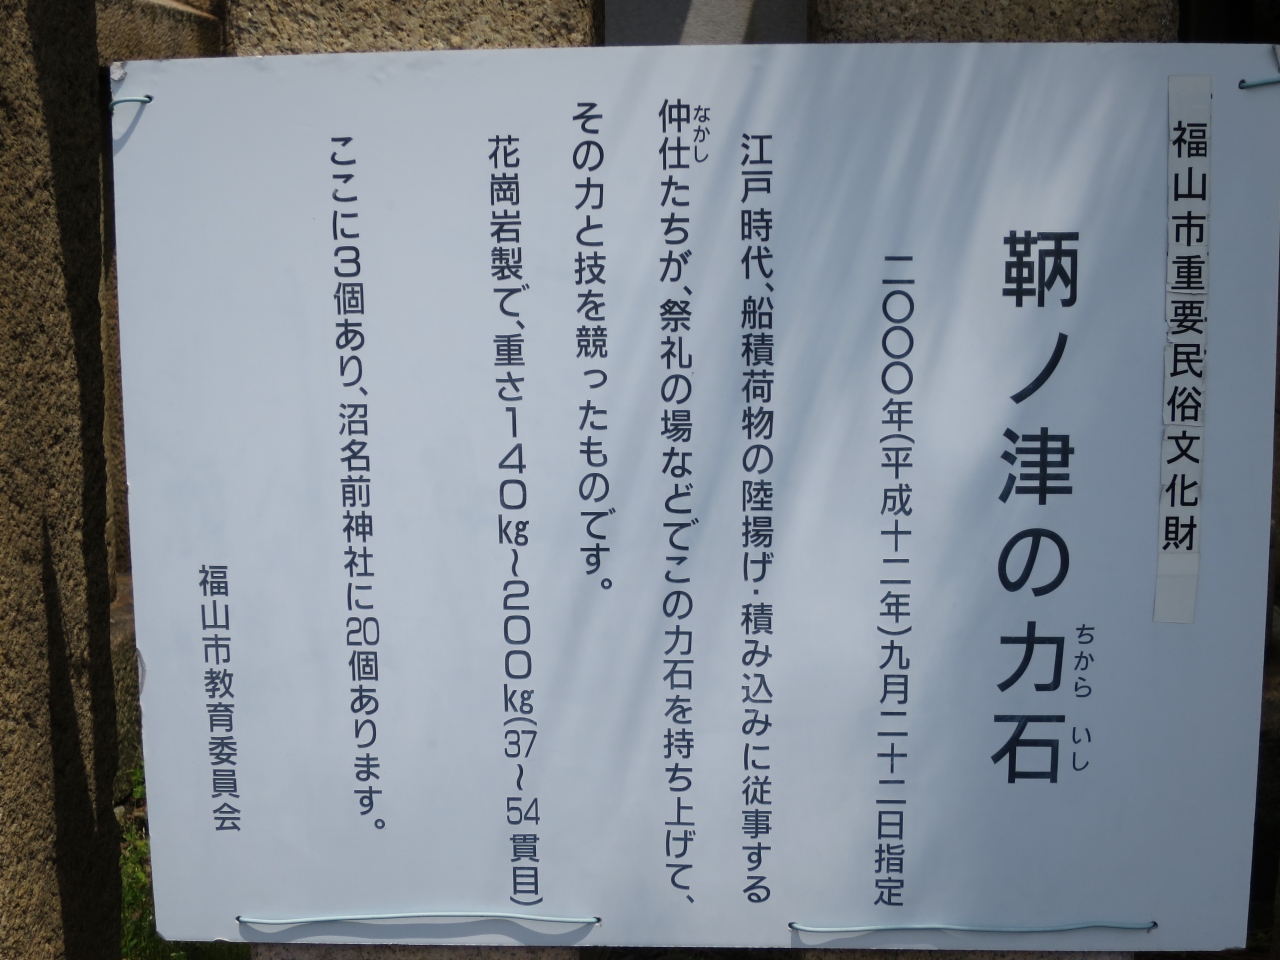 福山市重要民俗文化財
鞆ノ津の力石
ちから いし
二〇〇〇年(平成十二年)九月二十二日指定
江戸時代、船積荷物の陸揚げ・積み込みに従事する
なかし
仲仕たちが、祭礼の場などでこの力石を持ち上げて、
その力と技を競ったものです。
花崗岩製で、重さ140kg~200kg(37~54貫目)
ここに3個あり、沼名前神社に20個あります。
福山市教育委員会